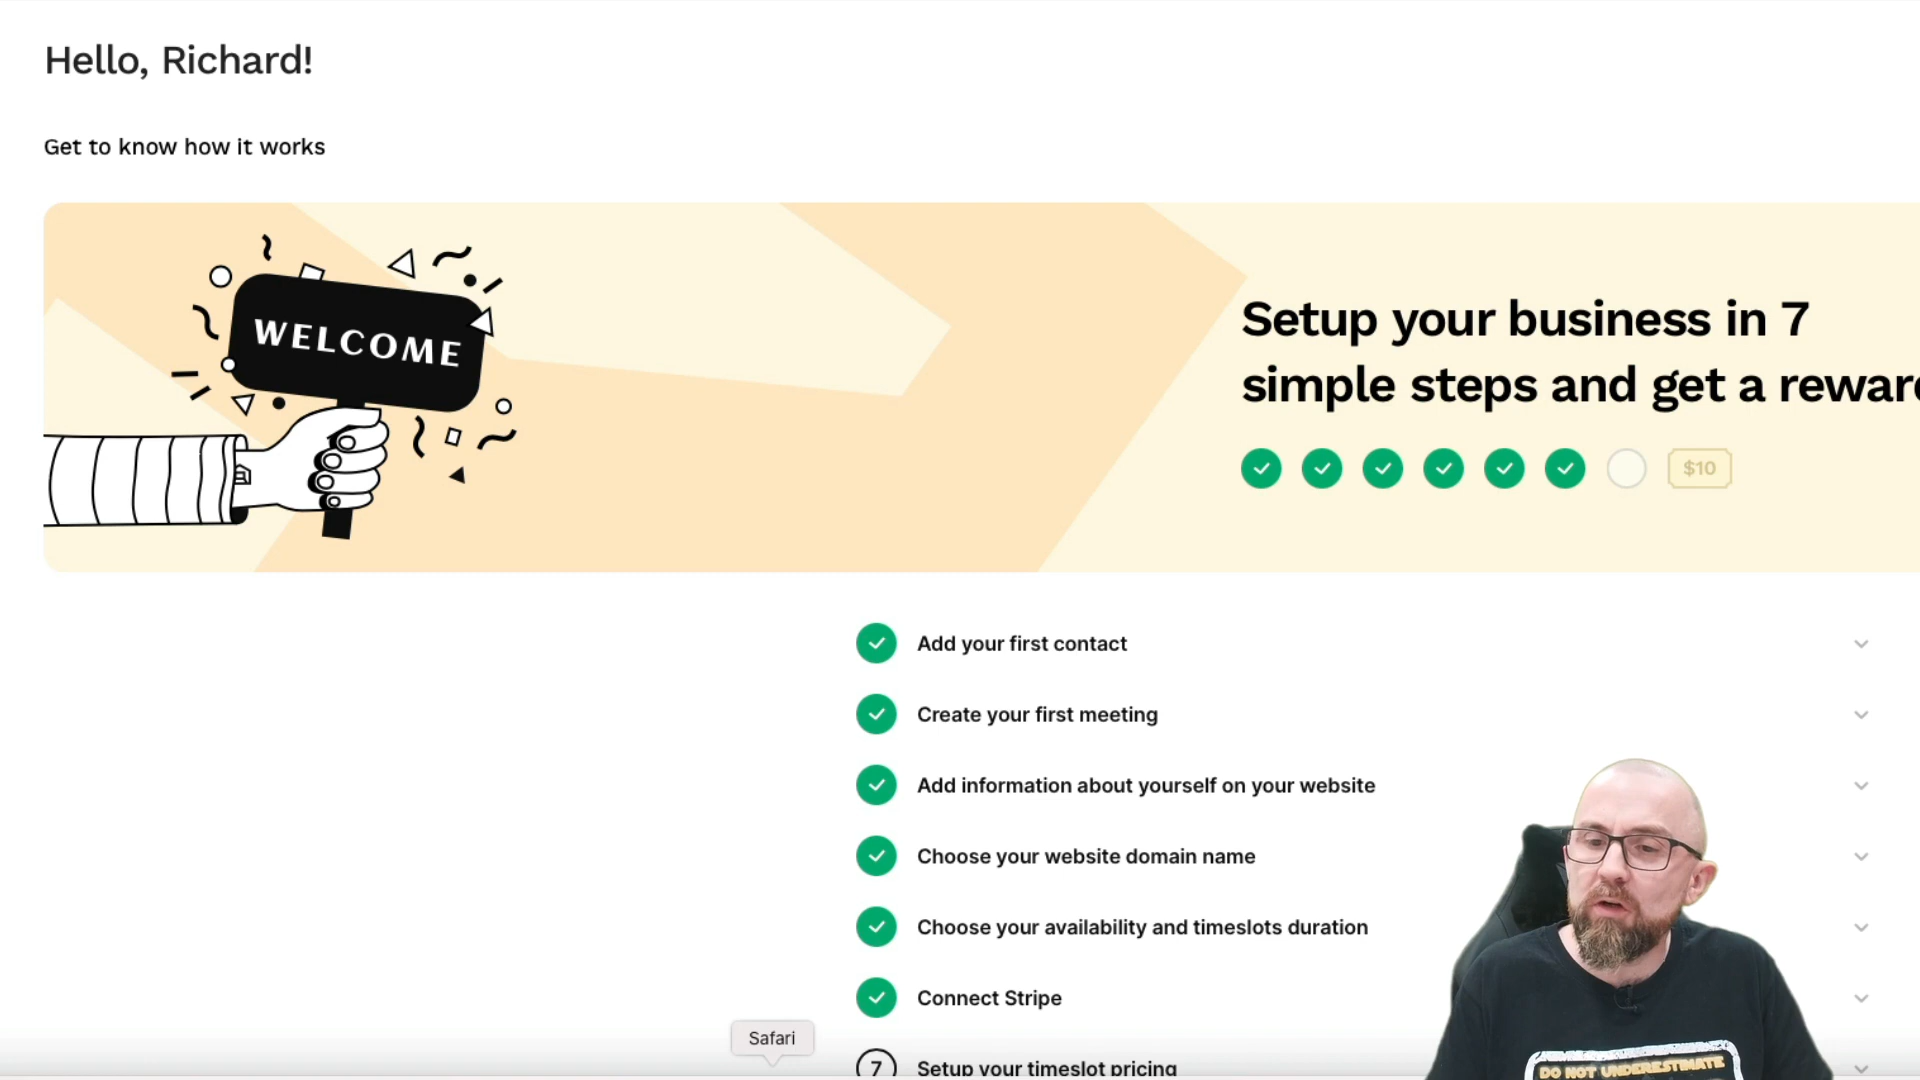 Hello, Richard!
Get to know how it works
WELCOME
Setup your business in 7
simple steps and get a reward
$10
Add your first contact
Create your first meeting
Add information about yourself on your website
Choose your website domain name
Choose your availability and timeslots duration
Connect Stripe
Safari
7 Setup your timeslot pricing
DO NOT UNDERESTIMATE